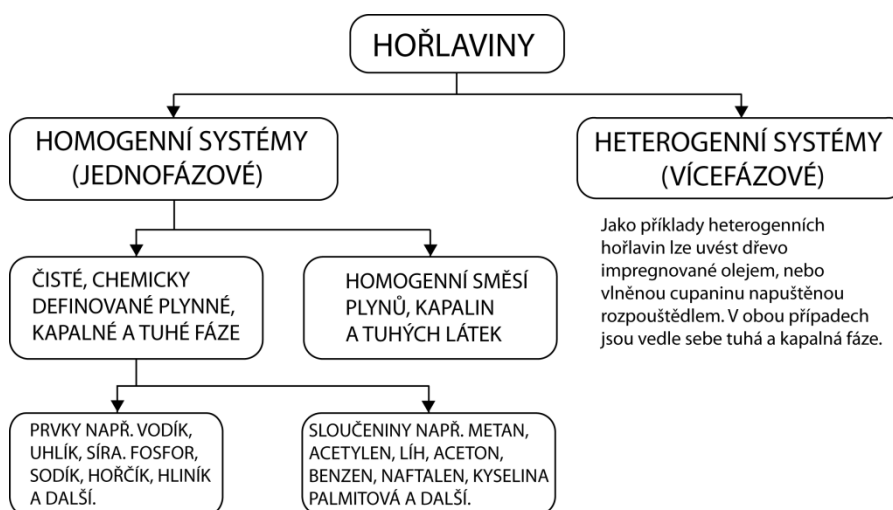 HOŘLAVINY
HOMOGENNÍ SYSTÉMY
(JEDNOFÁZOVÉ)
HETEROGENNÍ SYSTÉMY
(VÍCEFÁZOVÉ)
Jako příklady heterogenních
hořlavin lze uvést dřevo
impregnované olejem, nebo
vlněnou cupaninu napuštěnou
rozpouštědlem. V obou případech
jsou vedle sebe tuhá a kapalná fáze.
ČISTÉ, CHEMICKY
DEFINOVANÉ PLYNNÉ,
KAPALNÉ A TUHÉ FÁZE
HOMOGENNÍ SMĚSÍ
PLYNŮ, KAPALIN
A TUHÝCH LÁTEK
PRVKY NAPŘ. VODÍK,
UHLÍK, SÍRA. FOSFOR,
SODÍK, HOŘČÍK, HLINÍK
A DALŠÍ.
SLOUČENINY NAPŘ. METAN,
ACETYLEN, LÍH, ACETON,
BENZEN, NAFTALEN, KYSELINA
PALMITOVÁ A DALŠÍ.